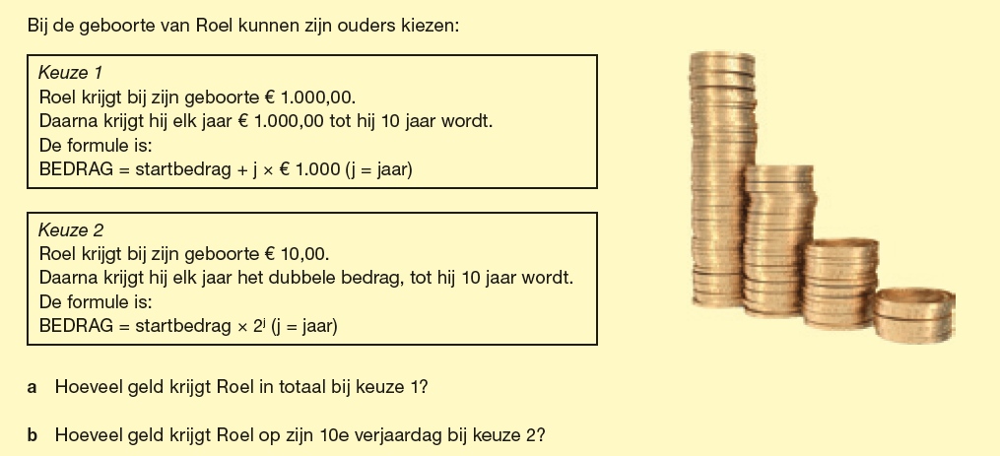 Bij de geboorte van Roel kunnen zijn ouders kiezen:
Keuze 1
Roel krijgt bij zijn geboorte € 1.000,00.
Daarna krijgt hij elk jaar € 1.000,00 tot hij 10 jaar wordt.
De formule is:
BEDRAG = startbedrag + j × € 1.000 (j = jaar)
Keuze 2
Roel krijgt bij zijn geboorte € 10,00.
Daarna krijgt hij elk jaar het dubbele bedrag, tot hij 10 jaar wordt.
De formule is:
BEDRAG = startbedrag × 2ʲ (j = jaar)
a Hoeveel geld krijgt Roel in totaal bij keuze 1?
b Hoeveel geld krijgt Roel op zijn 10e verjaardag bij keuze 2?